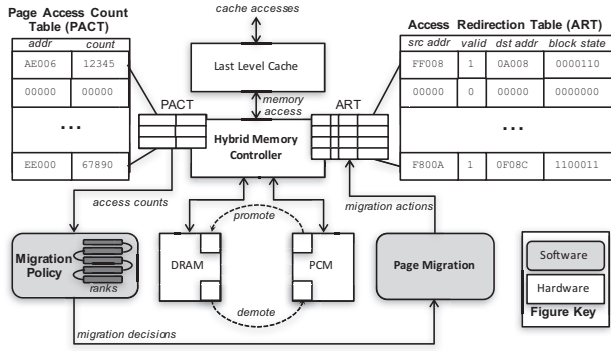 Page Access Count
Table (PACT)
addr count
AE006 12345
00000 00000
...
EE000 67890
cache accesses
Last Level Cache
memory
access
PACT
ART
Hybrid Memory
Controller
Access Redirection Table (ART)
src addr valid dst addr block state
FF008 1 0A008 0000110
00000 0 00000 0000000
...
F800A 1 0F08C 1100011
access counts
migration actions
promote
DRAM
PCM
demote
Migration
Policy
ranks
Page Migration
migration decisions
Software
Hardware
Figure Key